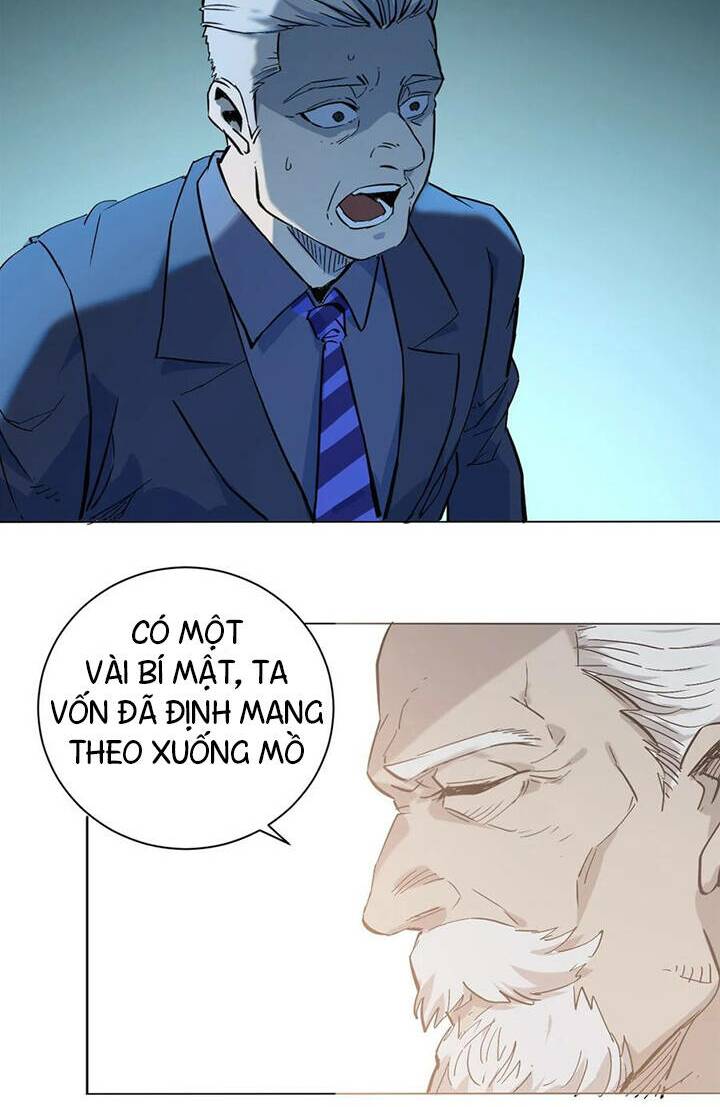 CÓ MỘT
VÀI BÍ MẬT, TA
VỐN ĐÃ ĐỊNH MANG
THEO XUỐNG MỒ